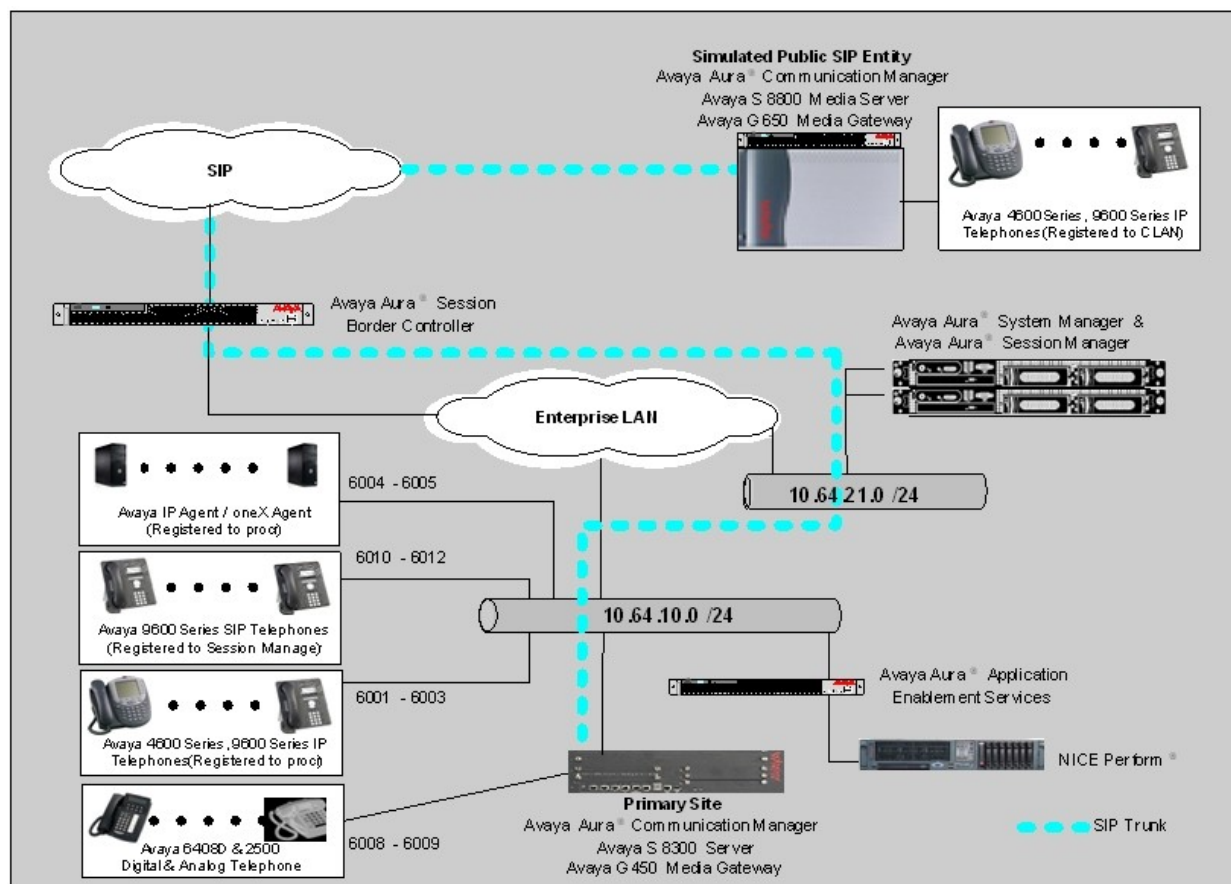 Simulated Public SIP Entity
Avaya Aura® Communication Manager
Avaya S 8800 Media Server
Avaya G 650 Media Gateway
SIP
Avaya 4600 Series, 9600 Series IP
Telephones(Registered to CLAN)
AVAYA
Avaya Aura® Session
Border Controller
Avaya Aura® System Manager &
Avaya Aura® Session Manager
Enterprise LAN
10.64.21.0 /24
6004 - 6005
Avaya IP Agent / oneX Agent
(Registered to procr)
6010 - 6012
Avaya 9600 Series SIP Telephones
(Registered to Session Manage)
10.64.10.0 /24
6001 - 6003
Avaya 4600 Series, 9600 Series IP
Telephones(Registered to procr)
Avaya Aura® Application
Enablement Services
NICE Perform®
Primary Site
Avaya Aura® Communication Manager
Avaya S 8300 Server
Avaya G 450 Media Gateway
6008 - 6009
Avaya 6408D & 2500
Digital & Analog Telephone
SIP Trunk